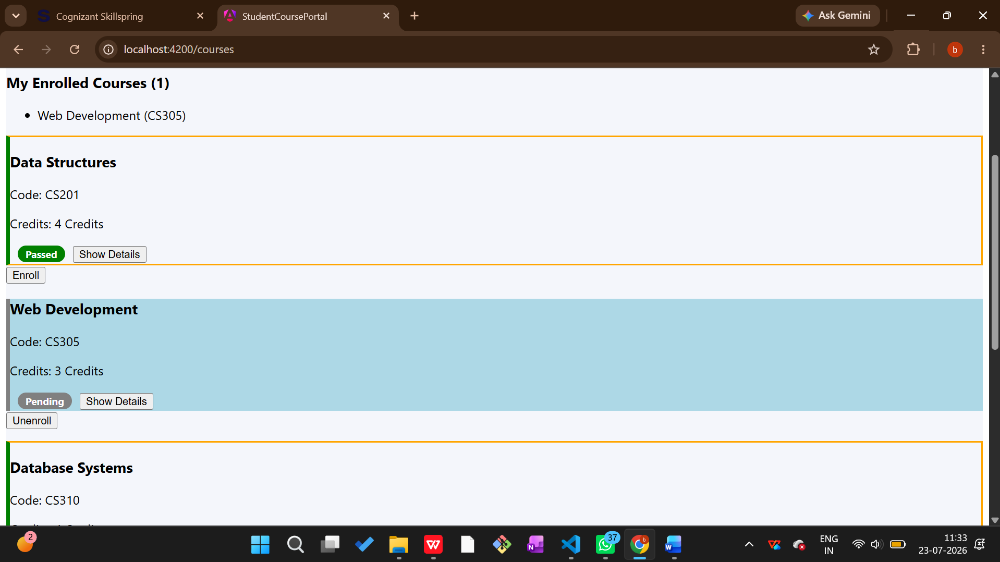 Cognizant Skillspring
StudentCoursePortal
Ask Gemini
localhost:4200/courses
b
My Enrolled Courses (1)
• Web Development (CS305)
Data Structures
Code: CS201
Credits: 4 Credits
Passed
Show Details
Enroll
Web Development
Code: CS305
Credits: 3 Credits
Pending
Show Details
Unenroll
Database Systems
Code: CS310
2
37
ENG
IN
11:33
23-07-2026